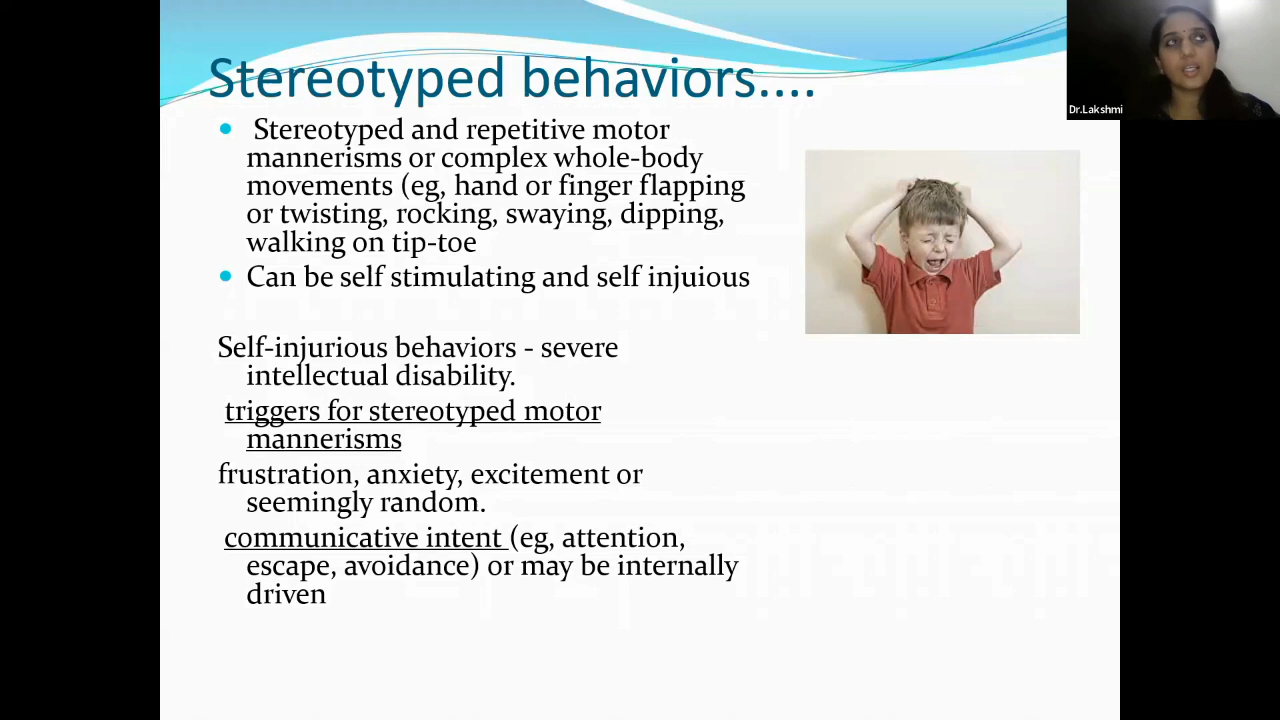 Stereotyped behaviors....
Stereotyped and repetitive motor
mannerisms or complex whole-body
movements (eg, hand or finger flapping
or twisting, rocking, swaying, dipping,
walking on tip-toe
Can be self stimulating and self injuious
Self-injurious behaviors - severe
intellectual disability.
triggers for stereotyped motor
mannerisms
frustration, anxiety, excitement or
seemingly random.
communicative intent (eg, attention,
escape, avoidance) or may be internally
driven
Dr.Lakshmi